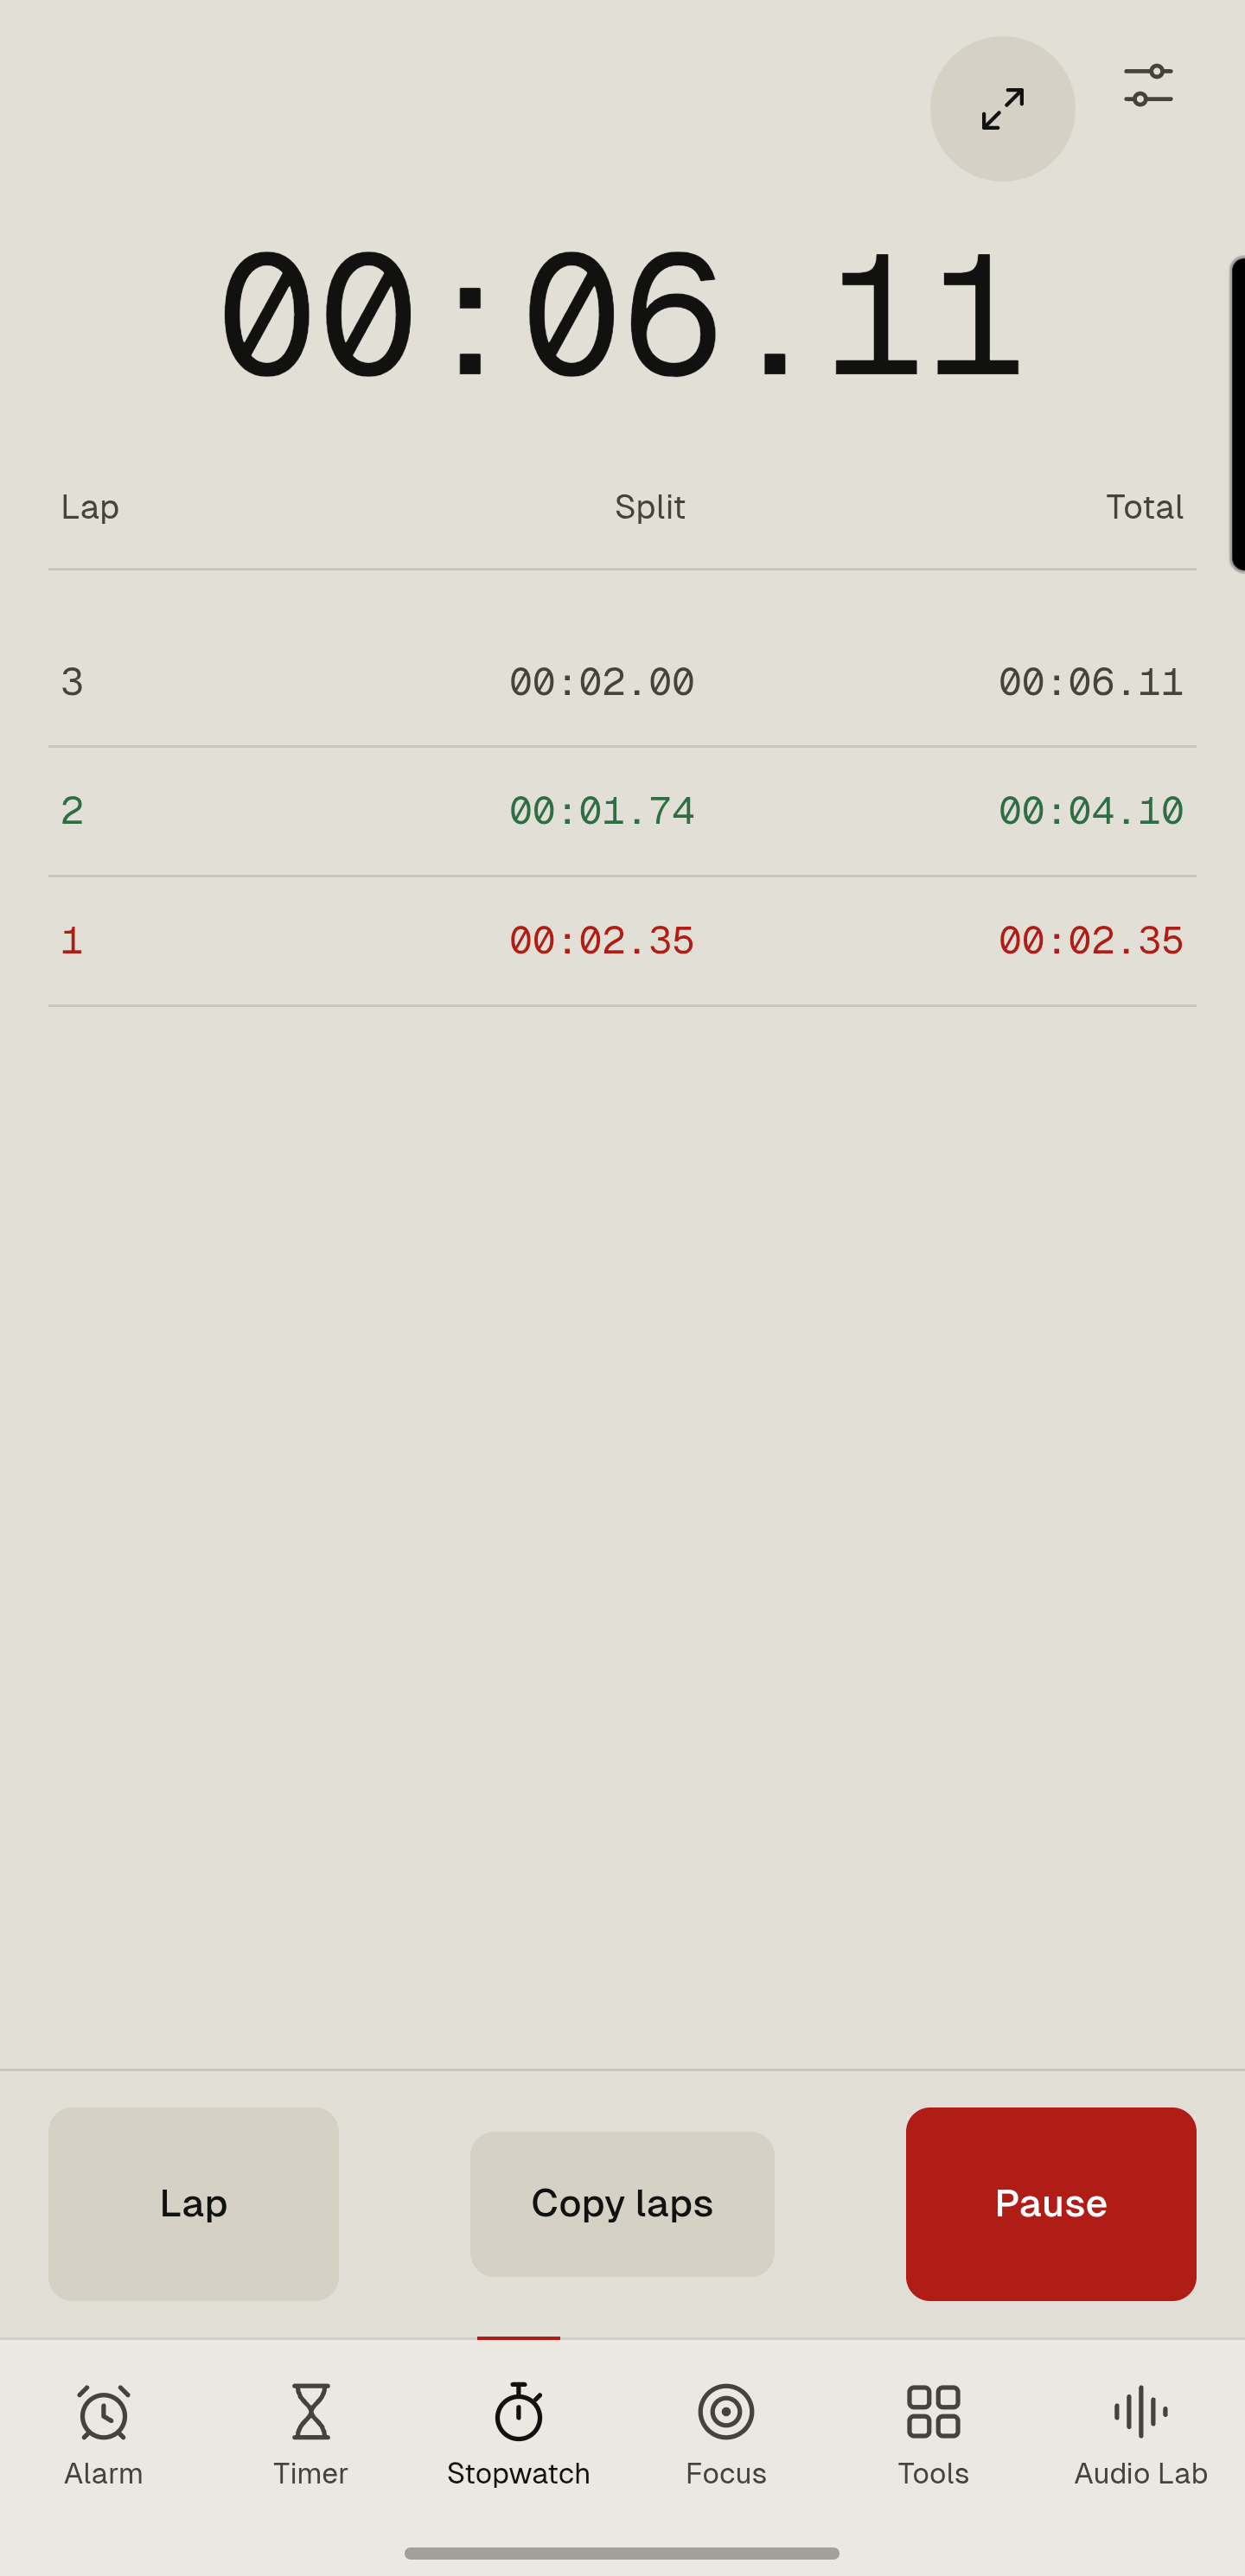 00:06.11
Lap Split Total
3 00:02.00 00:06.11
2 00:01.74 00:04.10
1 00:02.35 00:02.35
Lap Copy laps Pause
Alarm Timer Stopwatch Focus Tools Audio Lab